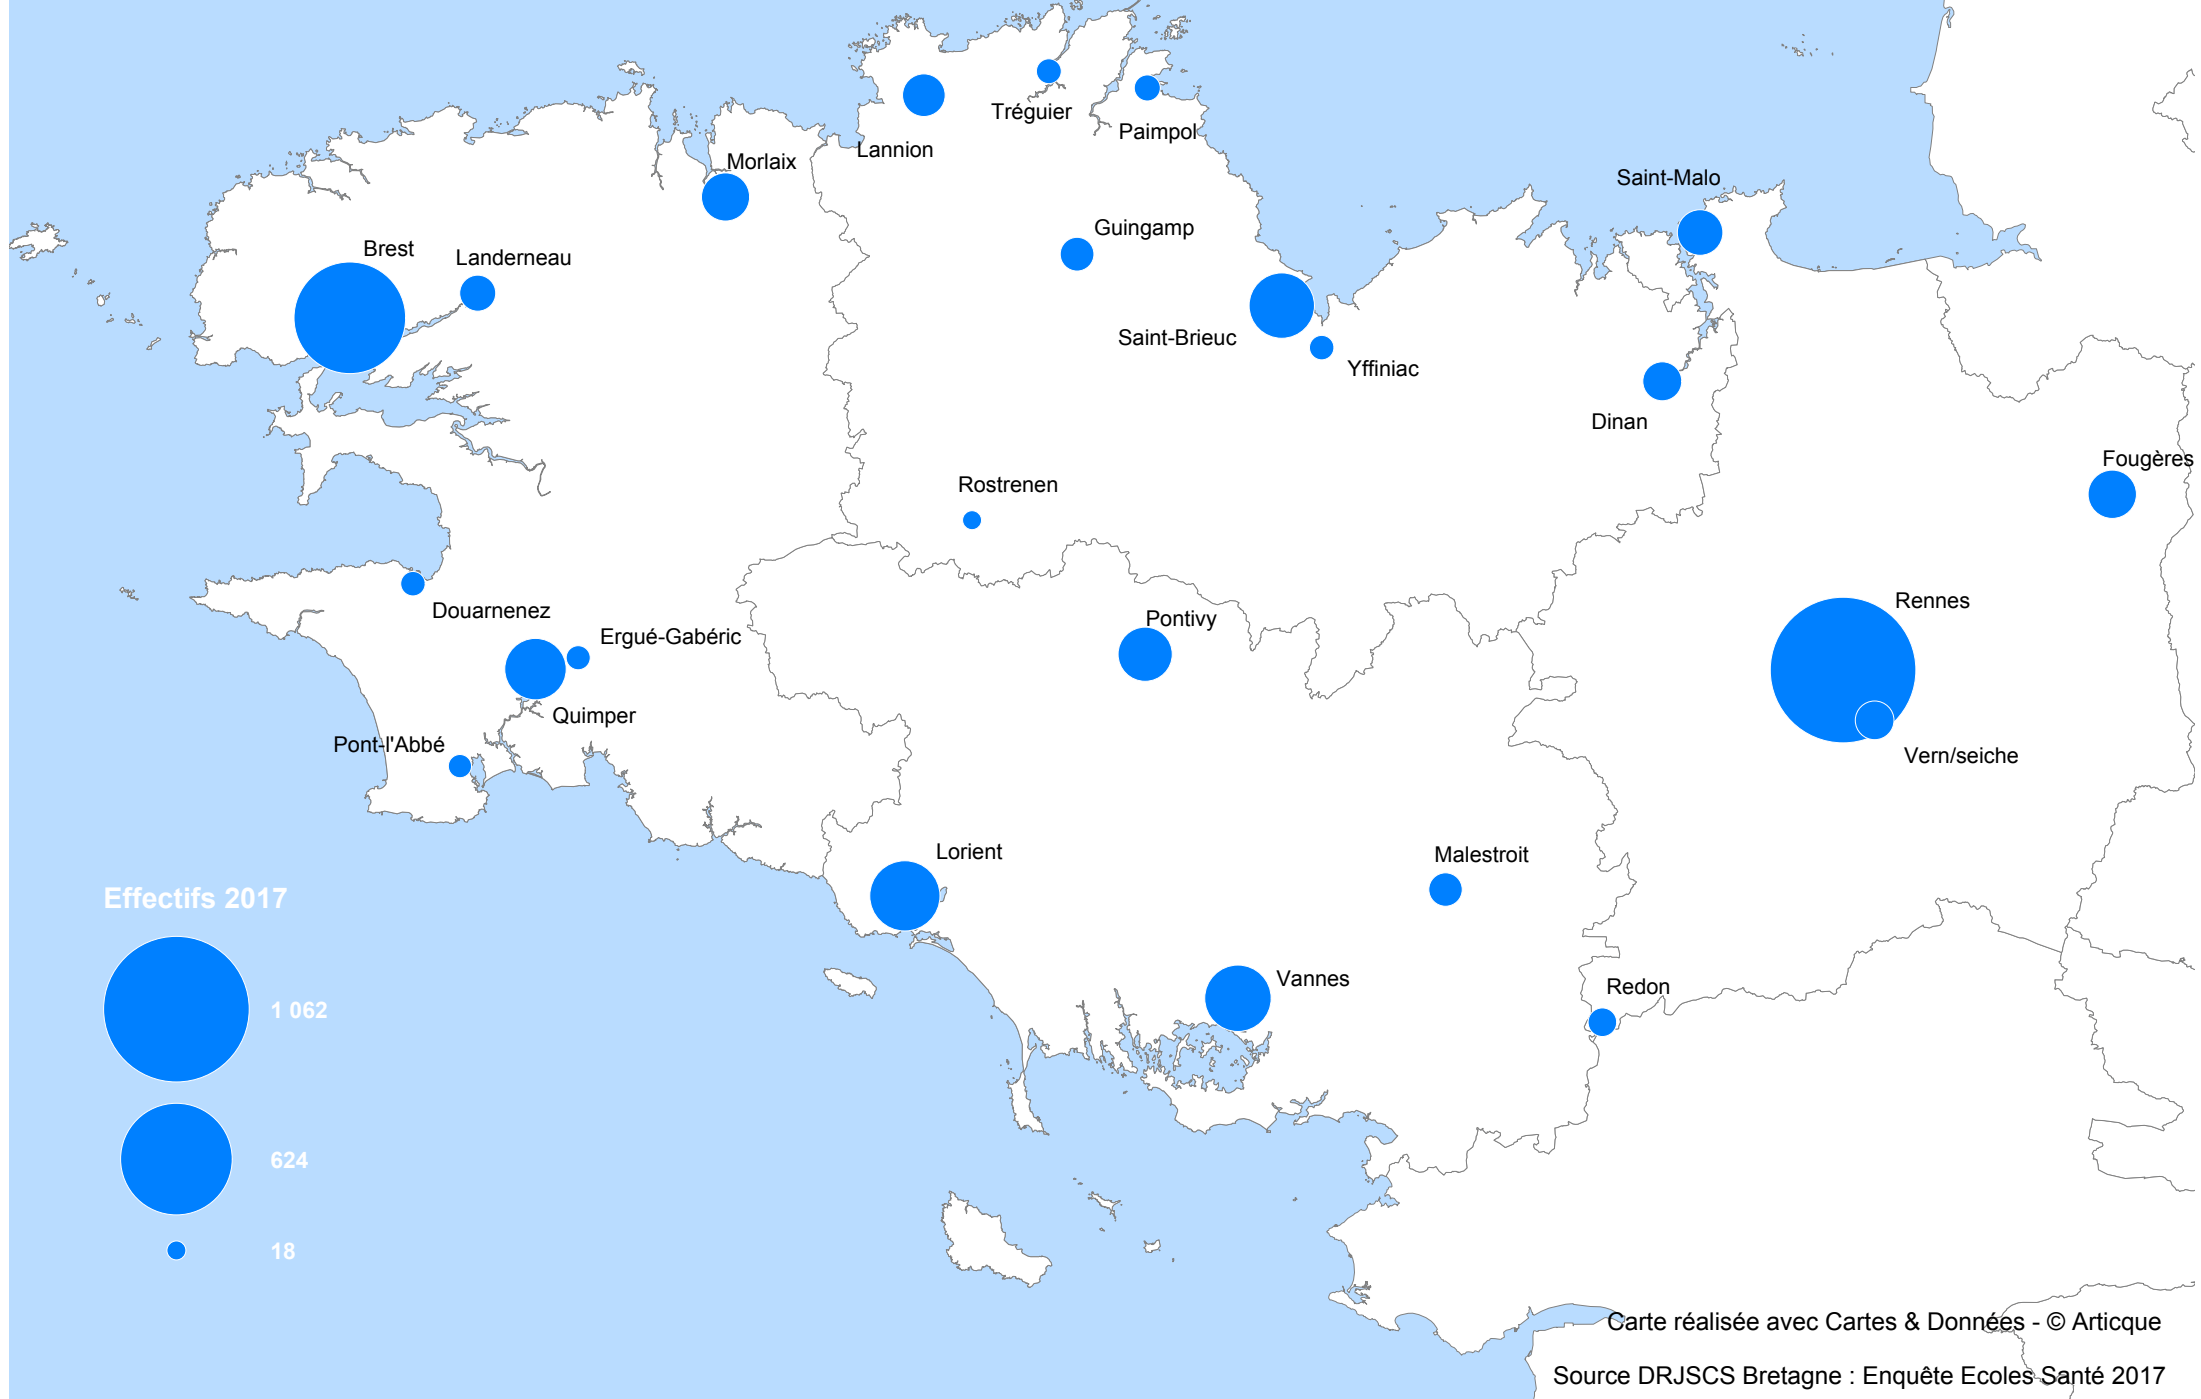 Tréguier
Paimpol
Lannion
Morlaix
Saint-Malo
Guingamp
Brest
Landerneau
Saint-Brieuc
Yffiniac
Dinan
Fougères
Rostrenen
Douarnenez
Ergué-Gabéric
Pontivy
Rennes
Quimper
Pont-l'Abbé
Vern/seiche
Lorient
Malestroit
Effectifs 2017
Vannes
Redon
1 062
624
18
Carte réalisée avec Cartes & Données - © Articque
Source DRJSCS Bretagne : Enquête Ecoles Santé 2017